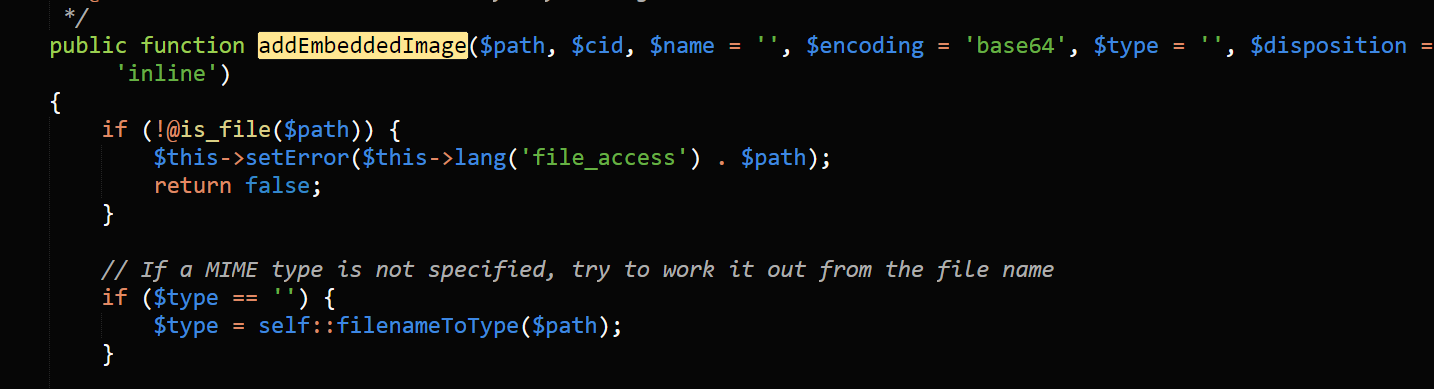 */
public function addEmbeddedImage($path, $cid, $name = '', $encoding = 'base64', $type = '', $disposition =
'inline')
{
if (!@is_file($path)) {
$this->setError($this->lang('file_access') . $path);
return false;
}
// If a MIME type is not specified, try to work it out from the file name
if ($type == '') {
$type = self::filenameToType($path);
}